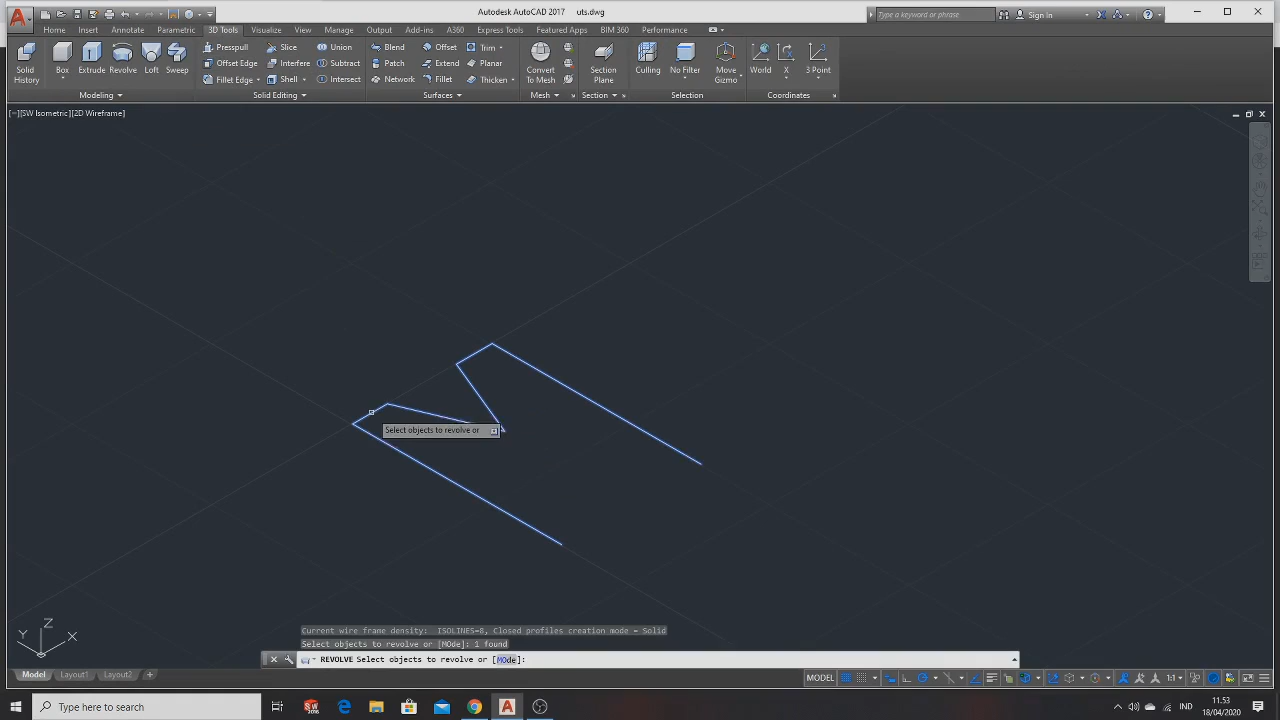 Autodesk AutoCAD 2017 uts.dwg
Type a keyword or phrase
Sign In
Home Insert Annotate Parametric 3D Tools Visualize View Manage Output Add-ins A360 Express Tools Featured Apps BIM 360 Performance
Solid History
Box
Extrude
Revolve
Loft
Sweep
Modeling
Presspull
Offset Edge
Fillet Edge
Slice
Interfere
Shell
Union
Subtract
Intersect
Solid Editing
Blend
Patch
Network
Offset
Extend
Fillet
Trim
Planar
Thicken
Surfaces
Convert To Mesh
Mesh
Section Plane
Section
Culling
No Filter
Move Gizmo
Selection
World
X
3 Point
Coordinates
[−][SW Isometric][2D Wireframe]
Select objects to revolve or
Z
Y
X
Current wire frame density: ISOLINES=8, Closed profiles creation mode = Solid
Select objects to revolve or [MOde]: 1 found
REVOLVE Select objects to revolve or [MOde]:
Model Layout1 Layout2 +
MODEL
1:1
Type here to search
SW
2016
IND
11.53
18/04/2020